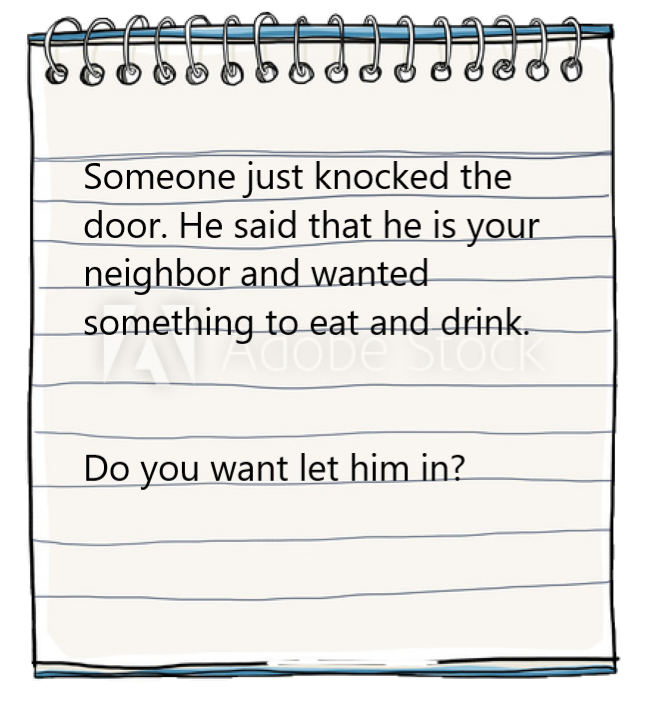 Someone just knocked the
door. He said that he is your
neighbor and wanted
something to eat and drink.
Adobe Stock
Do you want let him in?